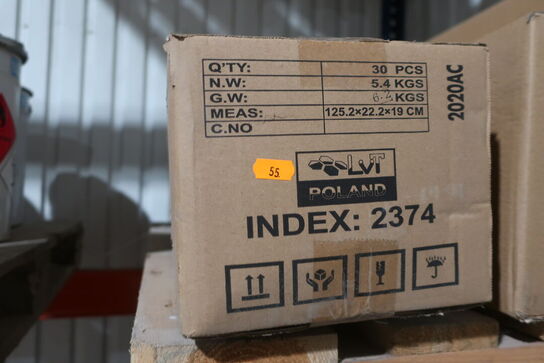 Q'TY: 30 PCS
N.W: 5.4 KGS
G.W: KGS
MEAS: 125.2×22.2×19 CM
C.NO
2020AC
55
LVT
POLAND
INDEX: 2374